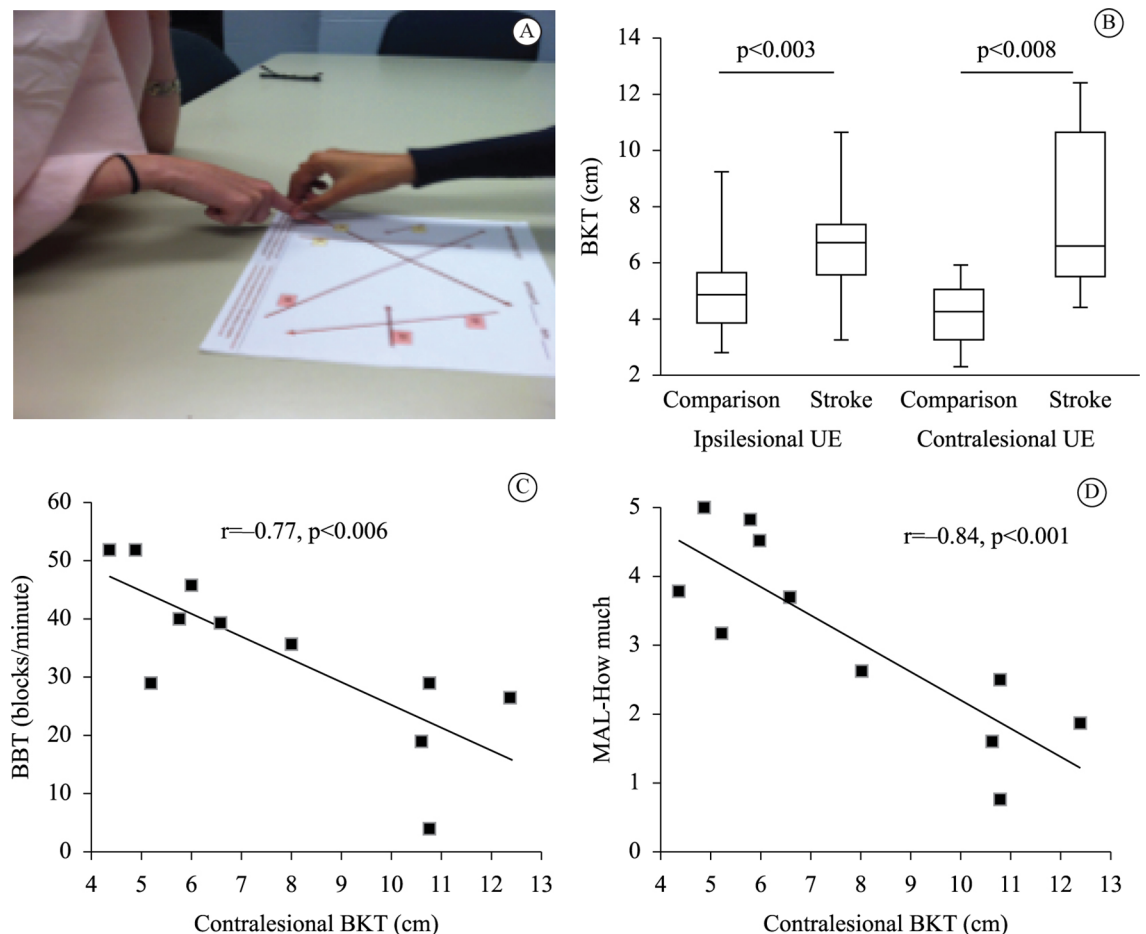 A
B
14
12
10
8
6
4
2
BKT (cm)
p<0.003
p<0.008
Comparison Stroke Comparison Stroke
Ipsilesional UE Contralesional UE
C
60
50
40
30
20
10
0
BBT (blocks/minute)
r=–0.77, p<0.006
4 5 6 7 8 9 10 11 12 13
Contralesional BKT (cm)
D
5
4
3
2
1
0
MAL-How much
r=–0.84, p<0.001
4 5 6 7 8 9 10 11 12 13
Contralesional BKT (cm)